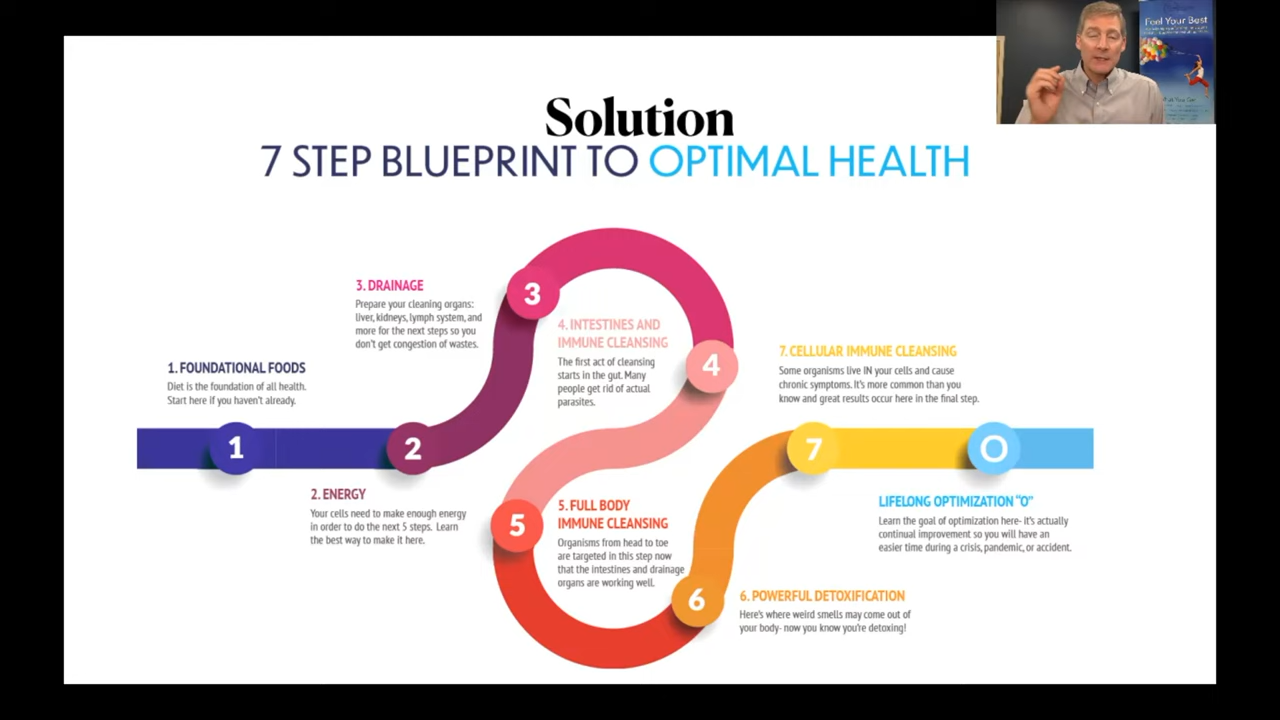 Feel Your Best
Solution
7 STEP BLUEPRINT TO OPTIMAL HEALTH
3. DRAINAGE
Prepare your cleaning organs:
liver, kidneys, lymph system, and
more for the next steps so you
don't get congestion of wastes.
1. FOUNDATIONAL FOODS
Diet is the foundation of all health.
Start here if you haven't already.
4. INTESTINES AND
IMMUNE CLEANSING
The first act of cleansing
starts in the gut. Many
people get rid of actual
parasites.
7. CELLULAR IMMUNE CLEANSING
Some organisms live IN your cells and cause
chronic symptoms. It's more common than you
know and great results occur here in the final step.
3
4
1
2
7
O
2. ENERGY
Your cells need to make enough energy
in order to do the next 5 steps. Learn
the best way to make it here.
5
5. FULL BODY
IMMUNE CLEANSING
Organisms from head to toe
are targeted in this step now
that the intestines and drainage
organs are working well.
LIFELONG OPTIMIZATION "O"
Learn the goal of optimization here- it's actually
continual improvement so you will have an
easier time during a crisis, pandemic, or accident.
6
6. POWERFUL DETOXIFICATION
Here's where weird smells may come out of
your body- now you know you're detoxing!